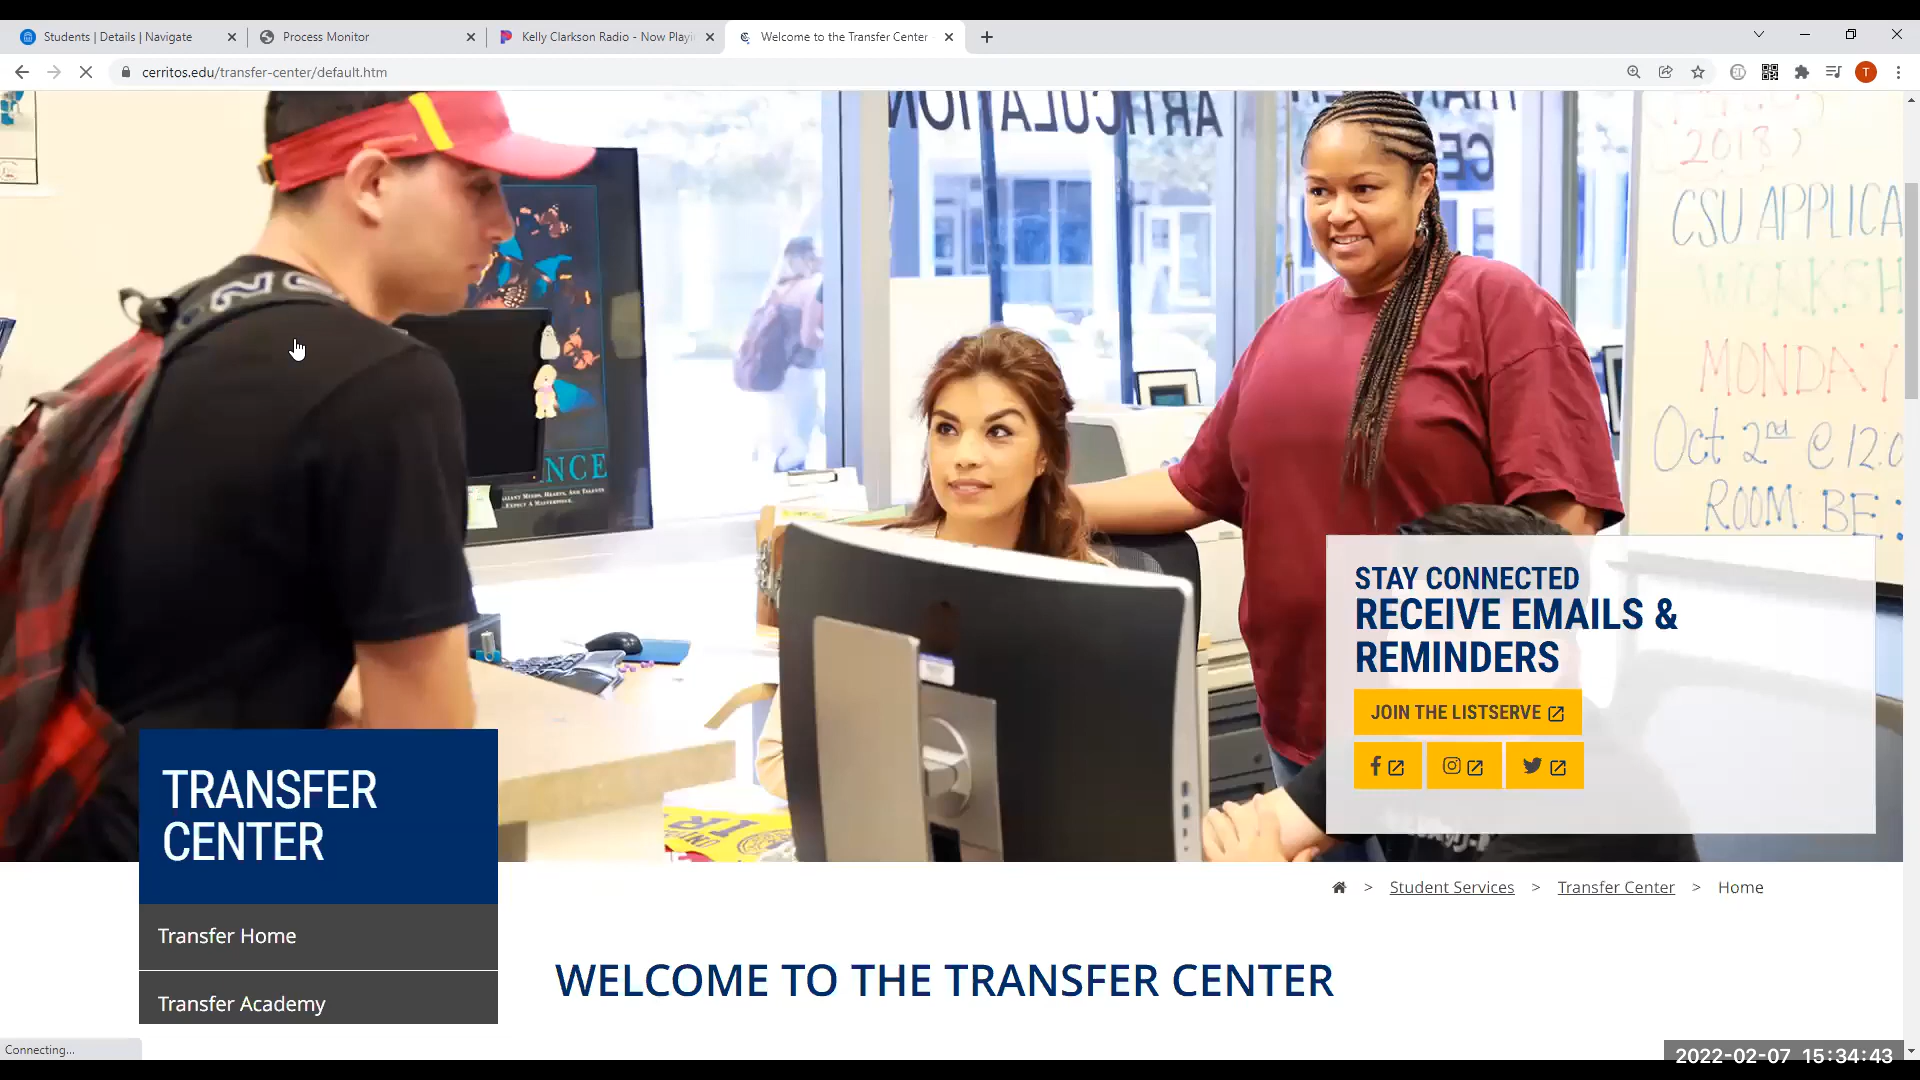 Students | Details | Navigate
Process Monitor
Kelly Clarkson Radio - Now Playi
Welcome to the Transfer Center
cerritos.edu/transfer-center/default.htm
T
ARTICULATION
2018)
CSU APPLICA
WORKSH
MONDAY
Oct 2nd @ 12:0
ROOM: BE
NCE
STAY CONNECTED
RECEIVE EMAILS &
REMINDERS
JOIN THE LISTSERVE
TRANSFER
CENTER
Student Services > Transfer Center > Home
Transfer Home
WELCOME TO THE TRANSFER CENTER
Transfer Academy
Connecting...
2022-02-07 15:34:43